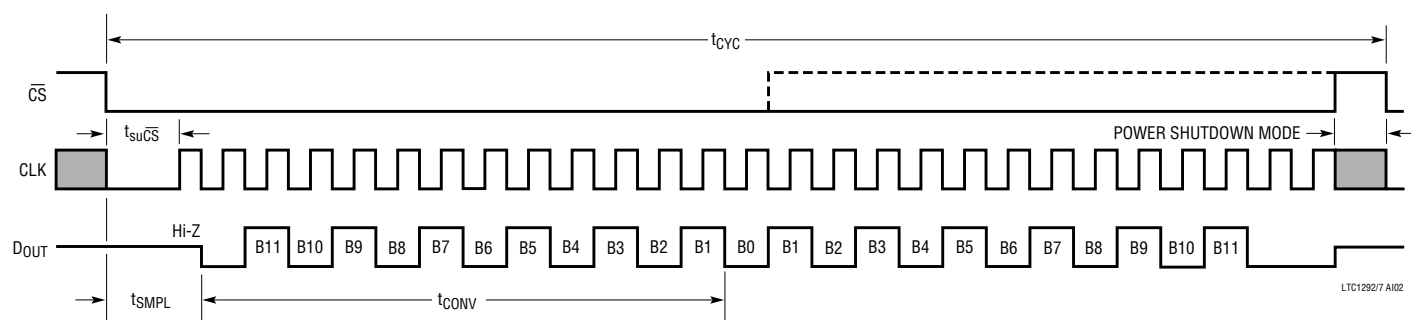 tCYC
CS
tsuCS
POWER SHUTDOWN MODE
CLK
Hi-Z
DOUT
B11 B10 B9 B8 B7 B6 B5 B4 B3 B2 B1 B0 B1 B2 B3 B4 B5 B6 B7 B8 B9 B10 B11
tSMPL
tCONV
LTC1292/7 AI02